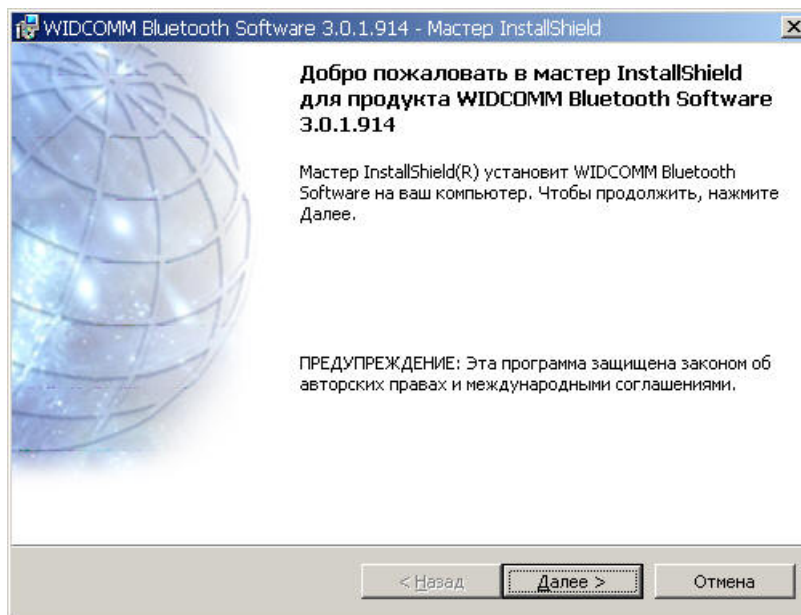 WIDCOMM Bluetooth Software 3.0.1.914 - Мастер InstallShield
Добро пожаловать в мастер InstallShield
для продукта WIDCOMM Bluetooth Software
3.0.1.914
Мастер InstallShield(R) установит WIDCOMM Bluetooth
Software на ваш компьютер. Чтобы продолжить, нажмите
Далее.
ПРЕДУПРЕЖДЕНИЕ: Эта программа защищена законом об
авторских правах и международными соглашениями.
< Назад
Далее >
Отмена